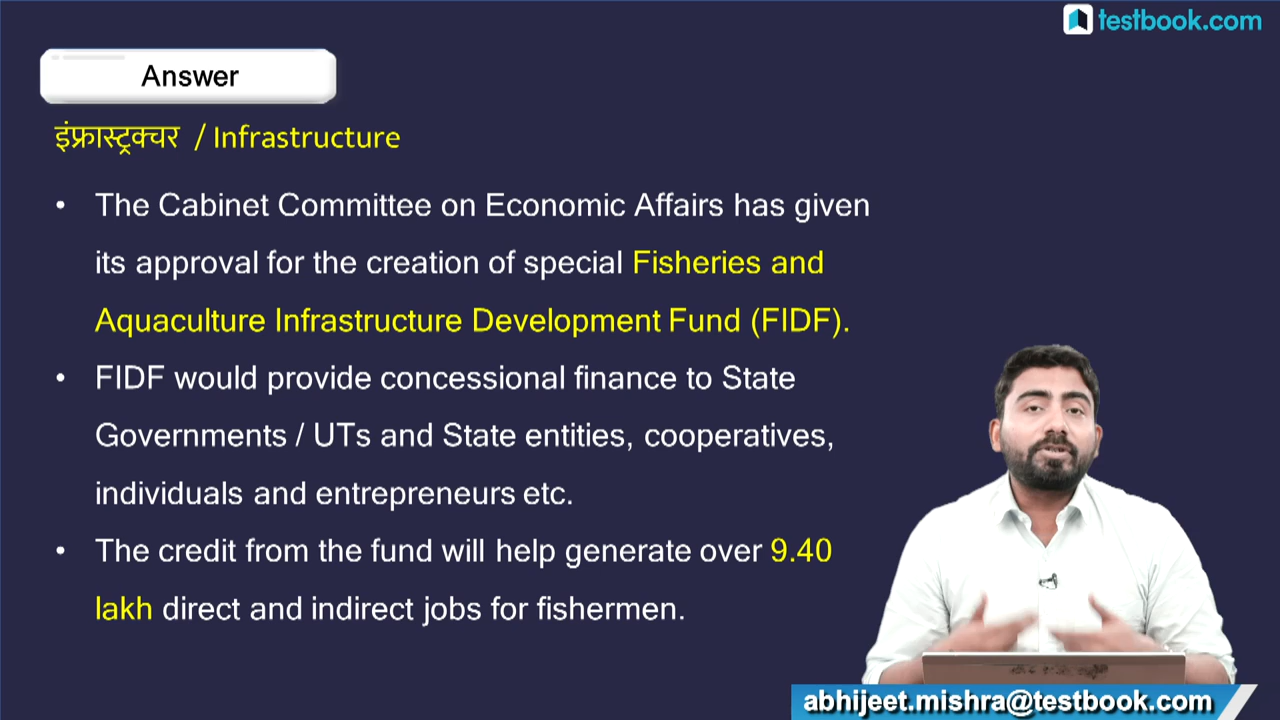 testbook.com
Answer
इंफ्रास्ट्रक्चर / Infrastructure
• The Cabinet Committee on Economic Affairs has given
its approval for the creation of special Fisheries and
Aquaculture Infrastructure Development Fund (FIDF).
• FIDF would provide concessional finance to State
Governments / UTs and State entities, cooperatives,
individuals and entrepreneurs etc.
• The credit from the fund will help generate over 9.40
lakh direct and indirect jobs for fishermen.
abhijeet.mishra@testbook.com